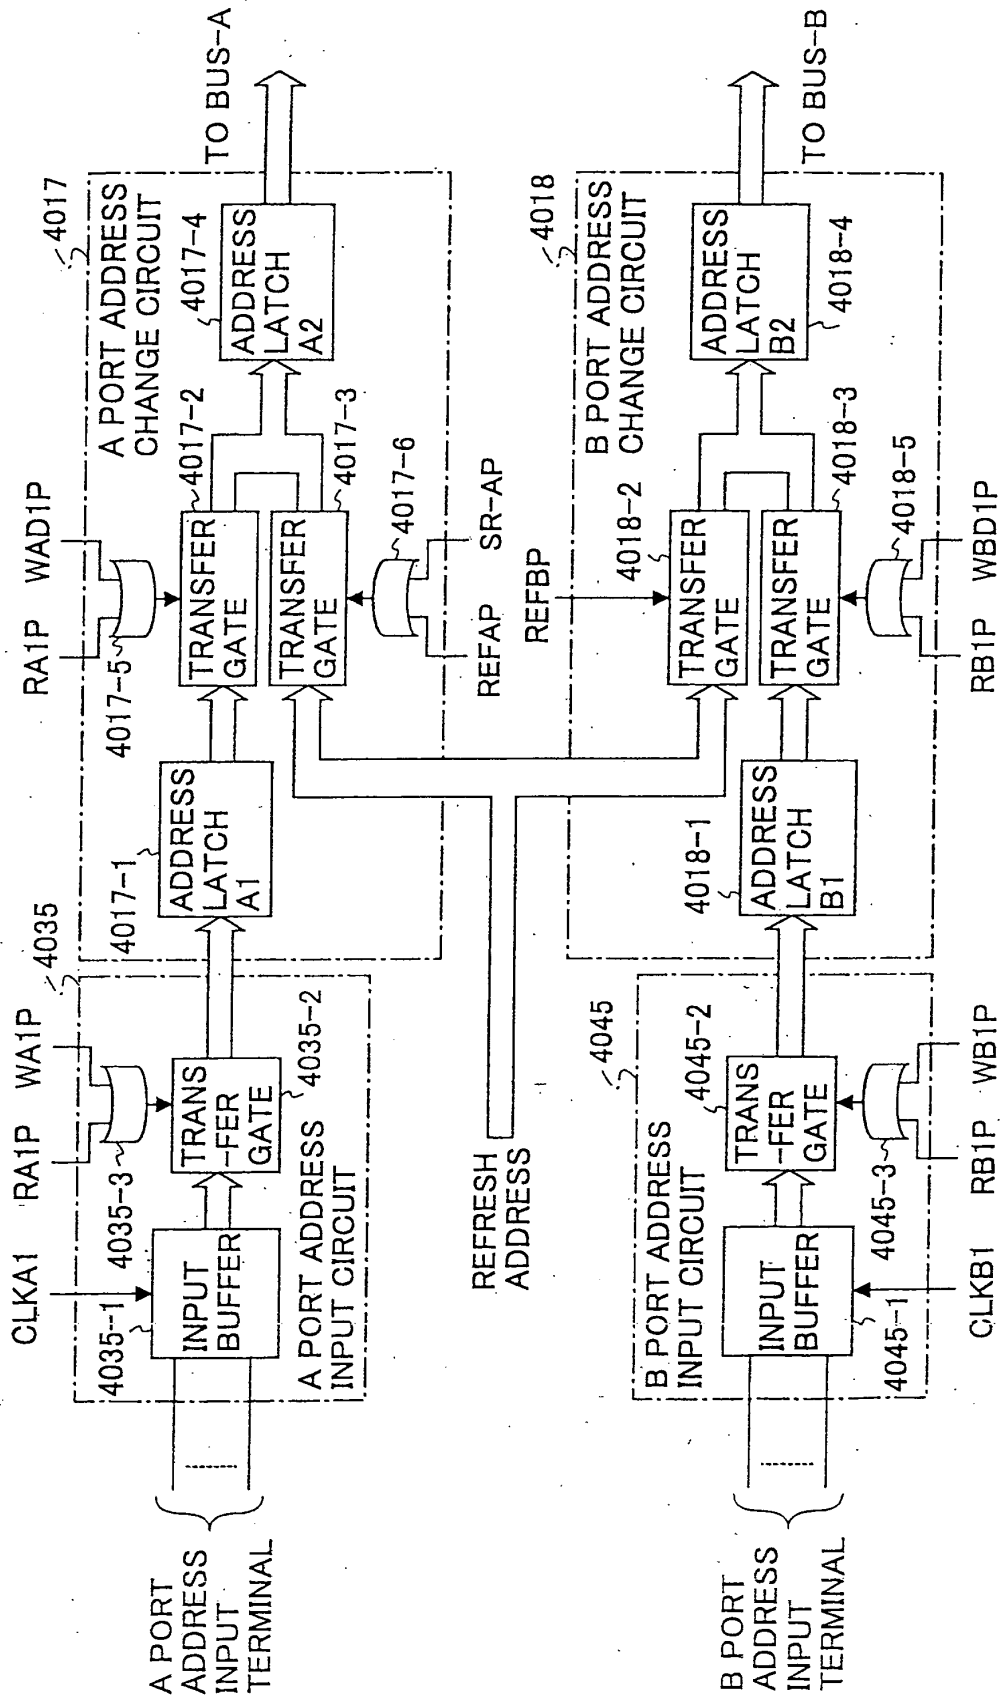 A PORT
ADDRESS
INPUT
TERMINAL
CLKA1
4035-1
INPUT
BUFFER
A PORT ADDRESS
INPUT CIRCUIT
RA1P
WA1P
4035-3
TRANS
-FER
GATE
4035-2
4035
4017-1
ADDRESS
LATCH
A1
RA1P
WAD1P
4017-5
TRANSFER
GATE
4017-2
TRANSFER
GATE
4017-3
4017-6
REFAP
SR-AP
A PORT ADDRESS
CHANGE CIRCUIT
4017
4017-4
ADDRESS
LATCH
A2
TO BUS-A
REFRESH
ADDRESS
B PORT
ADDRESS
INPUT
TERMINAL
B PORT ADDRESS
INPUT CIRCUIT
INPUT
BUFFER
4045-1
CLKB1
4045
4045-2
TRANS
-FER
GATE
4045-3
RB1P
WB1P
4018-1
ADDRESS
LATCH
B1
REFBP
4018-2
TRANSFER
GATE
TRANSFER
GATE
4018-3
4018-5
RB1P
WBD1P
B PORT ADDRESS
CHANGE CIRCUIT
4018
ADDRESS
LATCH
B2
4018-4
TO BUS-B